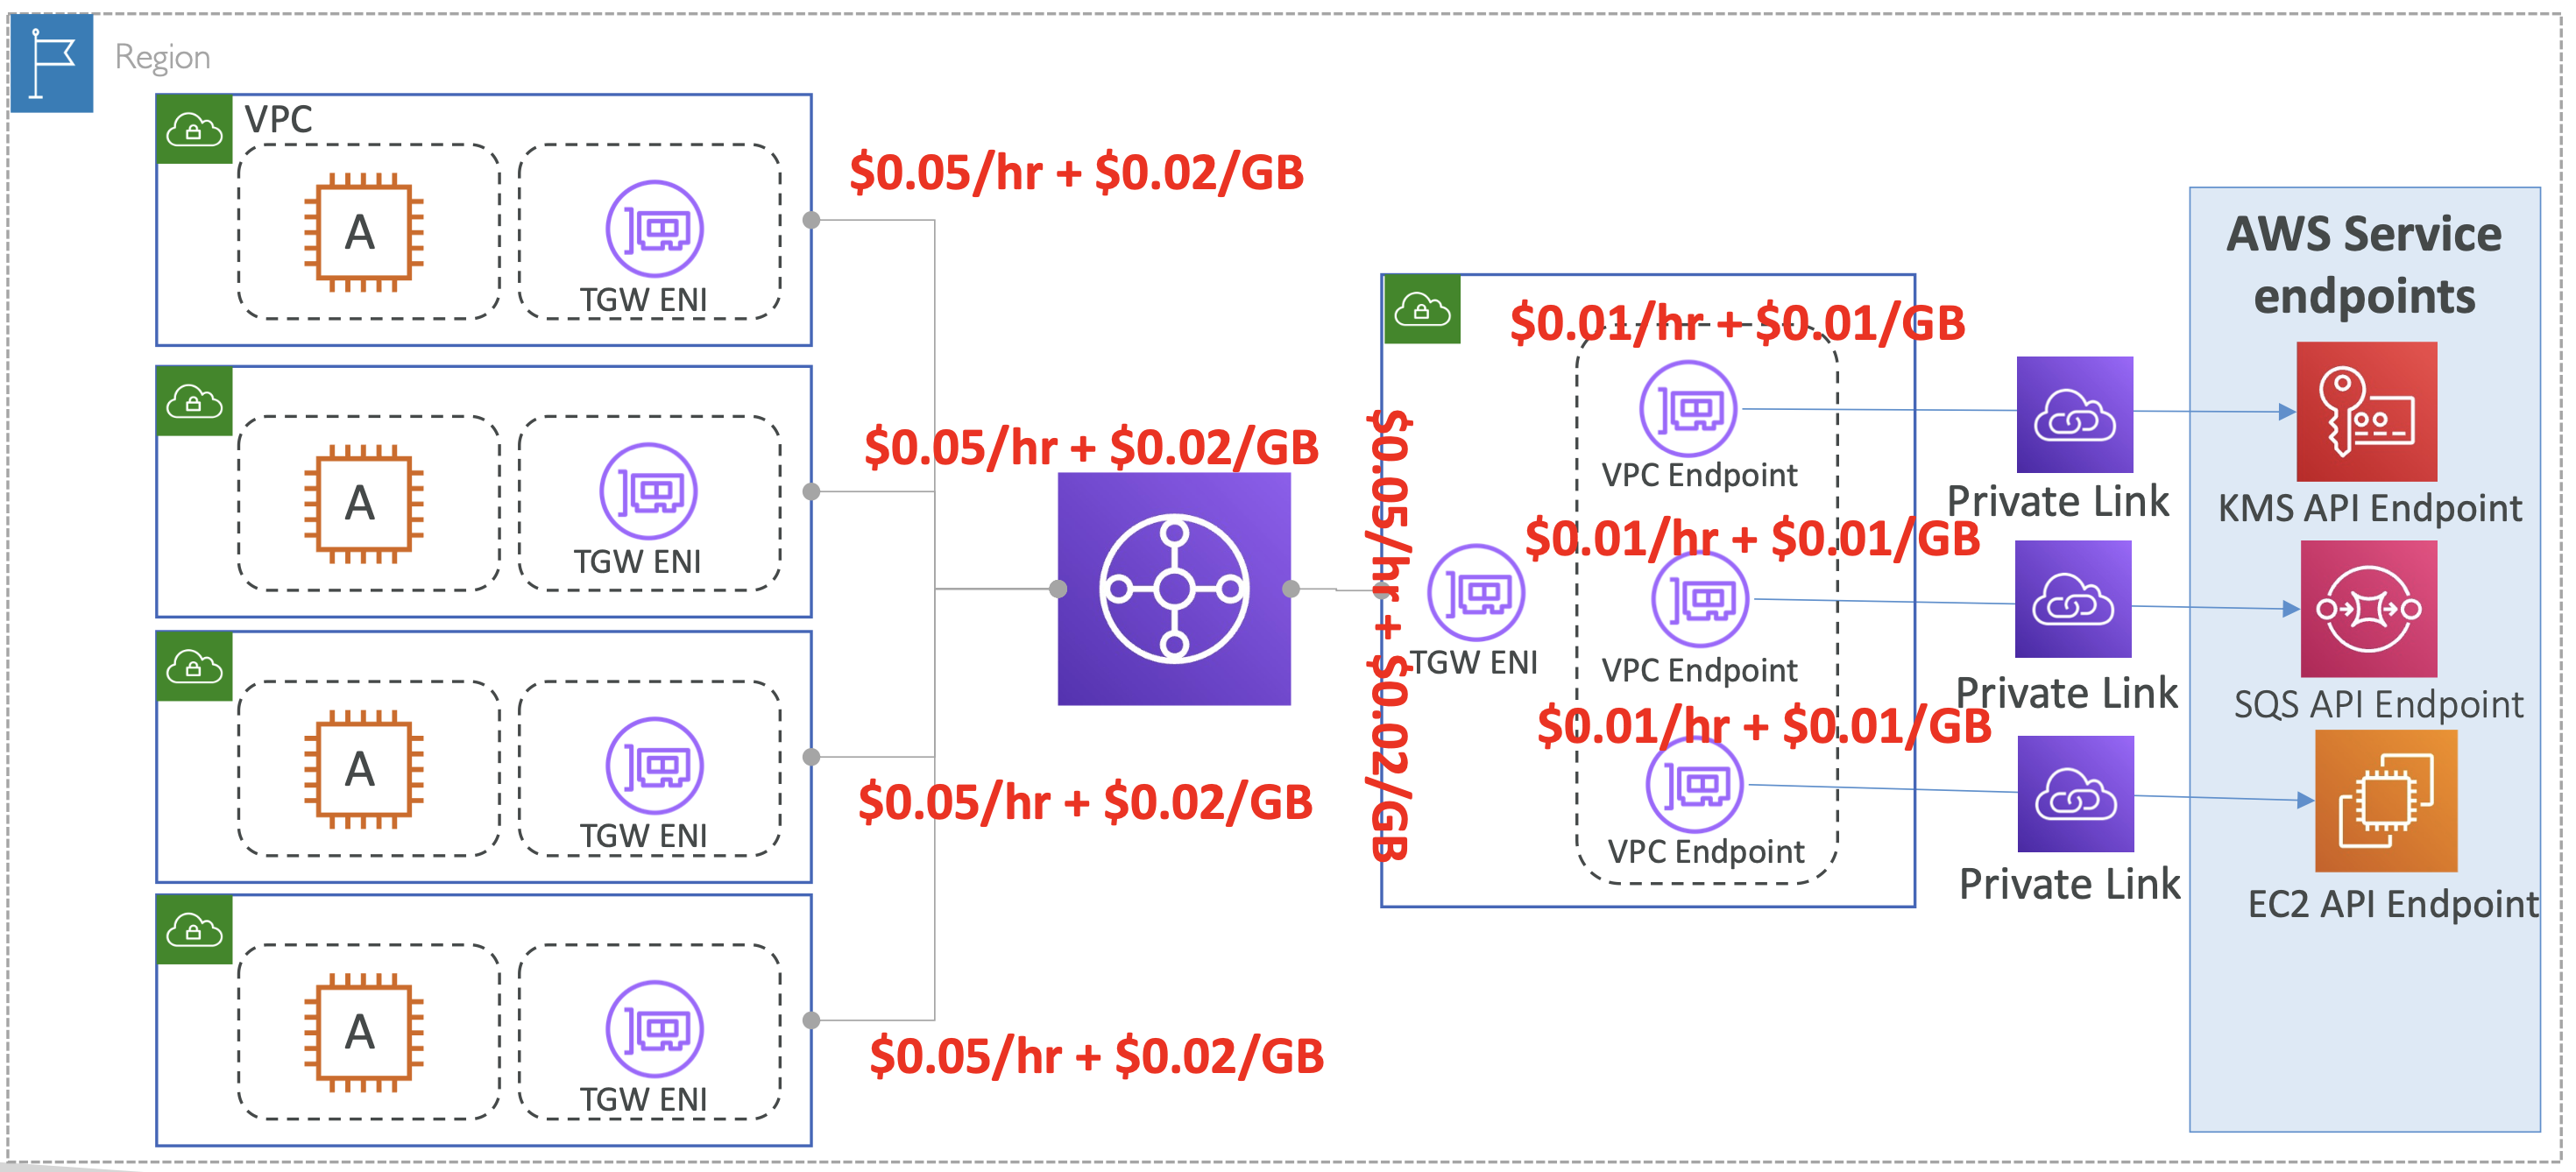 Region
VPC
A
TGW ENI
$0.05/hr + $0.02/GB
A
TGW ENI
$0.05/hr + $0.02/GB
A
TGW ENI
$0.05/hr + $0.02/GB
A
TGW ENI
$0.05/hr + $0.02/GB
$0.05/hr + $0.02/GB
TGW ENI
$0.01/hr + $0.01/GB
VPC Endpoint
$0.01/hr + $0.01/GB
VPC Endpoint
$0.01/hr + $0.01/GB
VPC Endpoint
Private Link
Private Link
Private Link
AWS Service
endpoints
KMS API Endpoint
SQS API Endpoint
EC2 API Endpoint